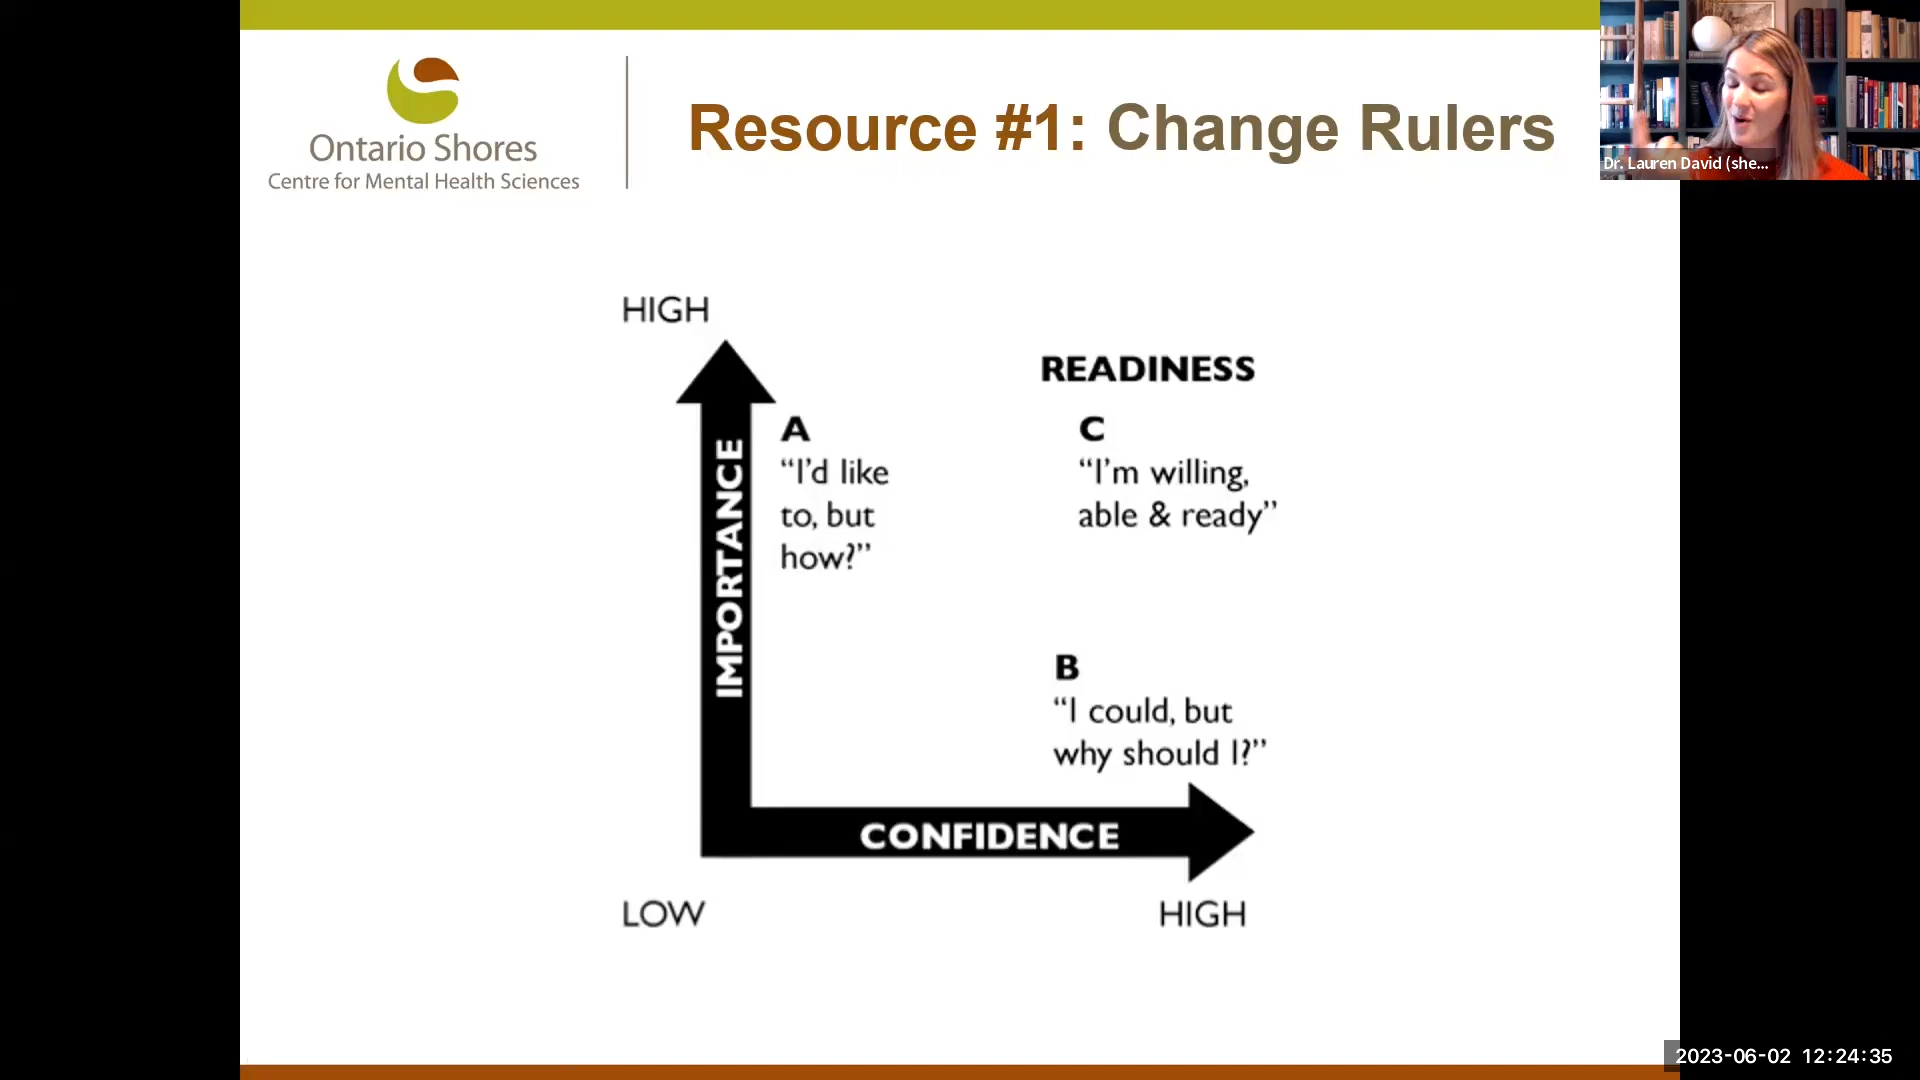 Ontario Shores
Centre for Mental Health Sciences
Resource #1: Change Rulers
Dr. Lauren David (she...
HIGH
READINESS
A
“I’d like
to, but
how?”
C
“I’m willing,
able & ready”
IMPORTANCE
B
“I could, but
why should I?”
CONFIDENCE
LOW
HIGH
2023-06-02 12:24:35